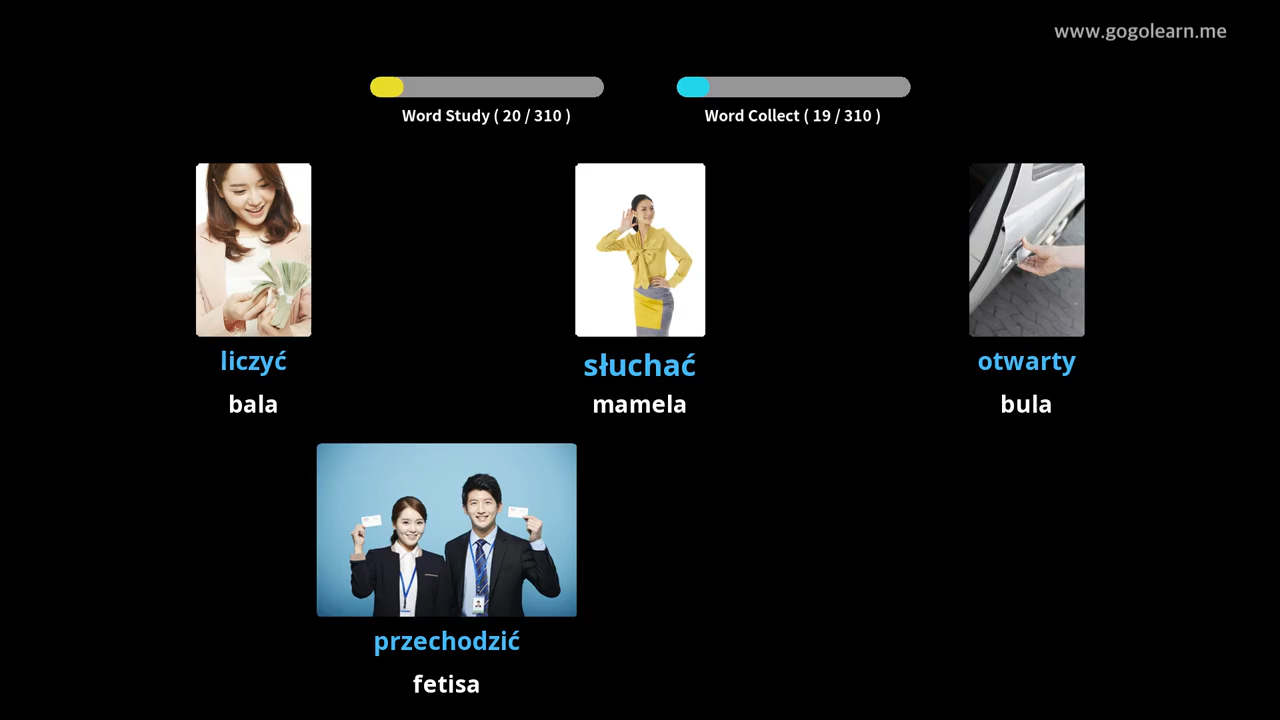 www.gogolearn.me
Word Study ( 20 / 310 )
Word Collect ( 19 / 310 )
liczyć
bala
słuchać
mamela
otwarty
bula
przechodzić
fetisa